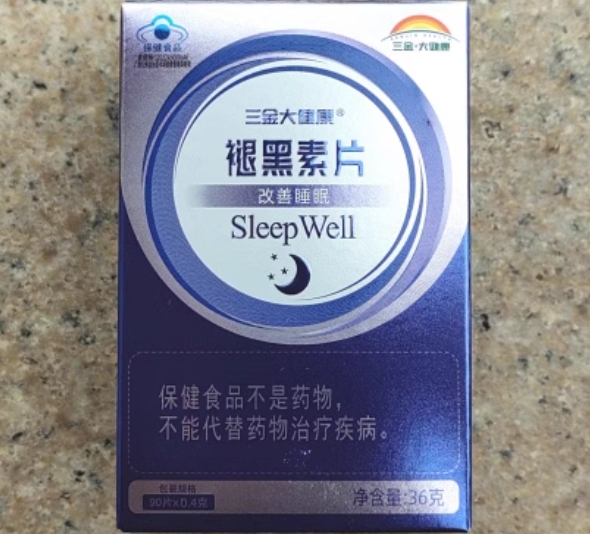 保健食品
三金·大健康
三金大健康®
褪黑素片
改善睡眠
SleepWell
保健食品不是药物，
不能代替药物治疗疾病。
包装规格
90片×0.4克
净含量:36克